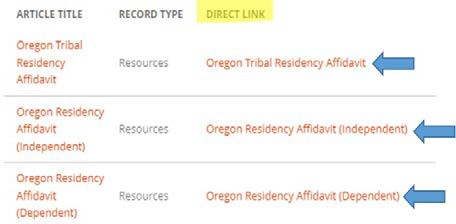 ARTICLE TITLE RECORD TYPE DIRECT LINK
Oregon Tribal
Residency
Affidavit
Resources
Oregon Tribal Residency Affidavit
Oregon Residency
Affidavit
(Independent)
Resources
Oregon Residency Affidavit (Independent)
Oregon Residency
Affidavit
(Dependent)
Resources
Oregon Residency Affidavit (Dependent)